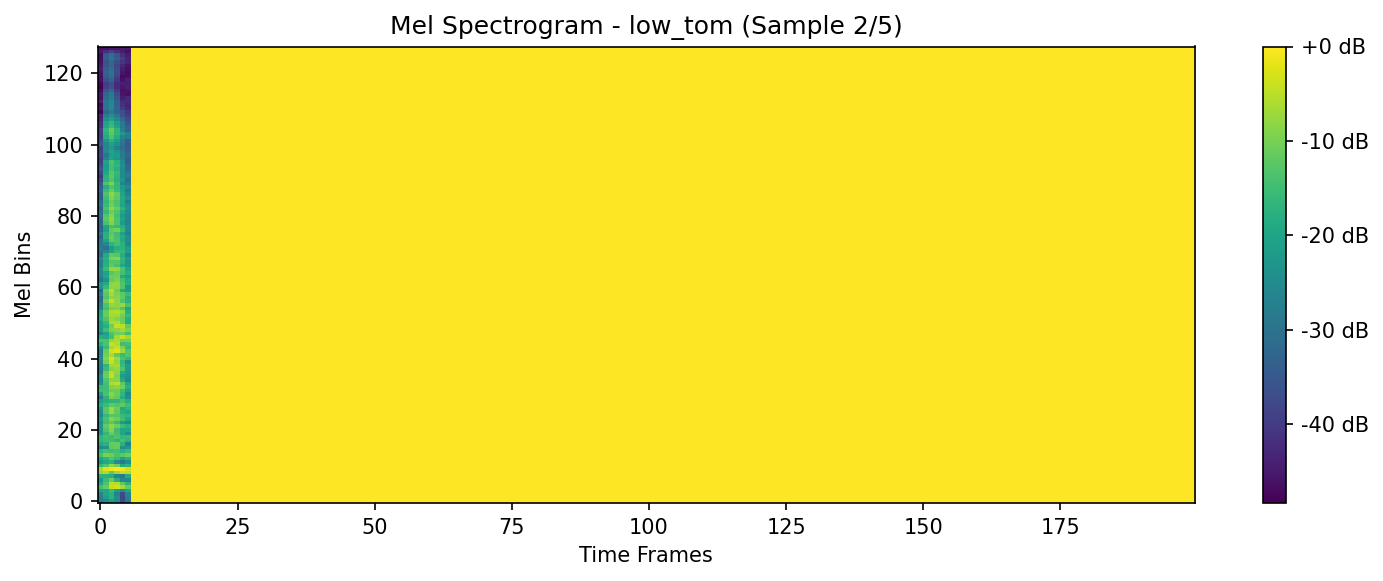 Mel Spectrogram - low_tom (Sample 2/5)
Mel Bins
120
100
80
60
40
20
0
0 25 50 75 100 125 150 175
Time Frames
+0 dB
-10 dB
-20 dB
-30 dB
-40 dB